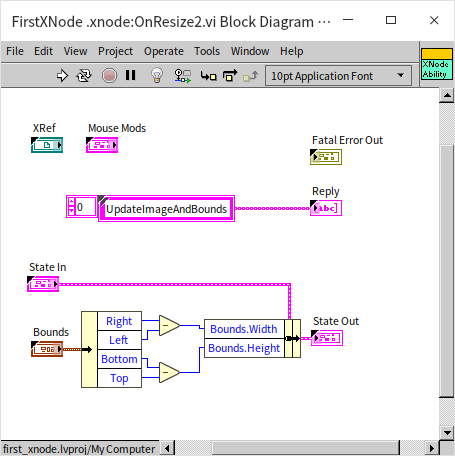 FirstXNode .xnode:OnResize2.vi Block Diagram ...
File Edit View Project Operate Tools Window Help
10pt Application Font
XNode
Ability
XRef
Mouse Mods
Fatal Error Out
Reply
0
UpdateImageAndBounds
Abc
State In
Bounds
Right
Left
Bottom
Top
Bounds.Width
Bounds.Height
State Out
first_xnode.lvproj/My Computer